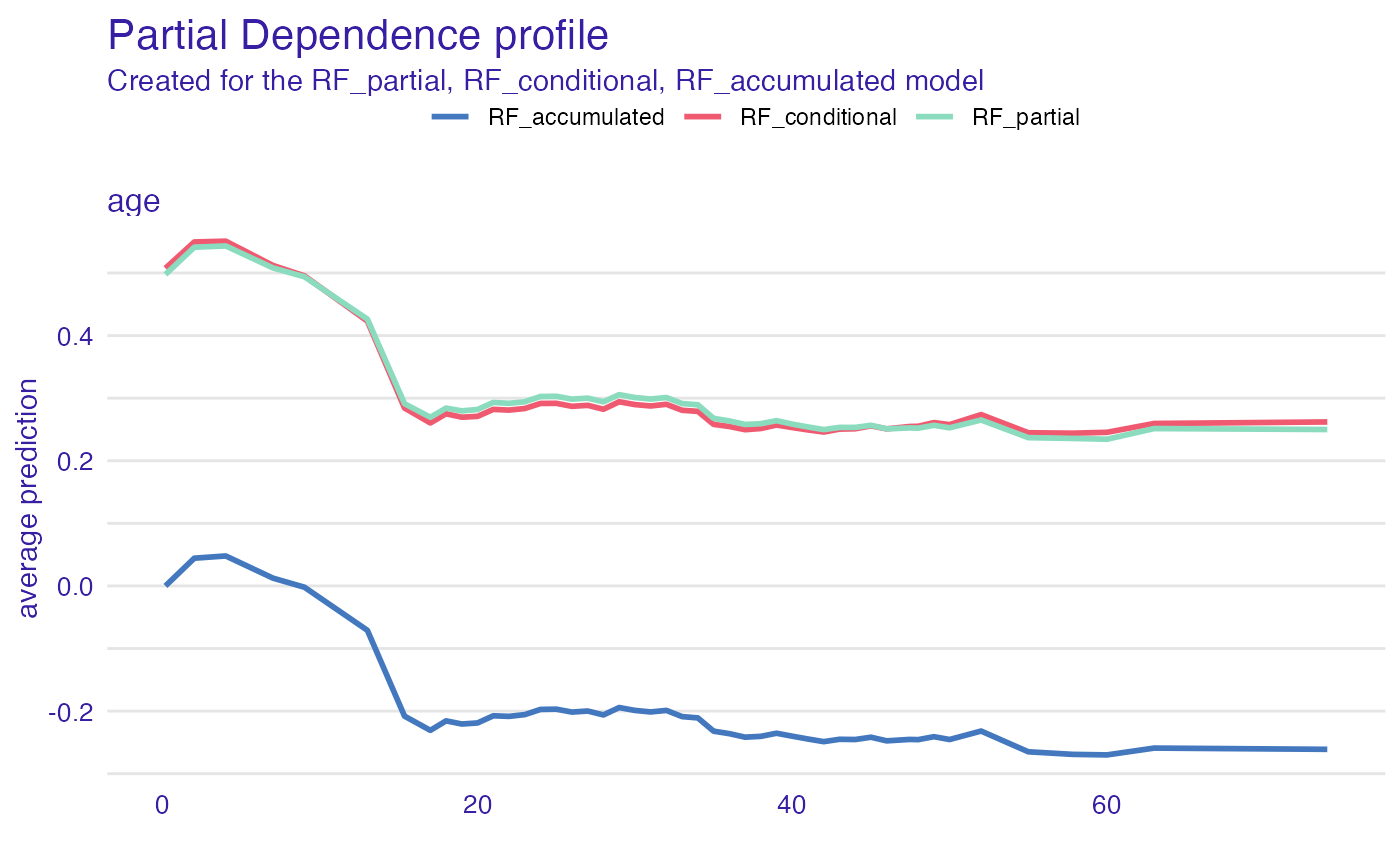 Partial Dependence profile
Created for the RF_partial, RF_conditional, RF_accumulated model
RF_accumulated RF_conditional RF_partial
age
average prediction
0.4
0.2
0.0
-0.2
0 20 40 60